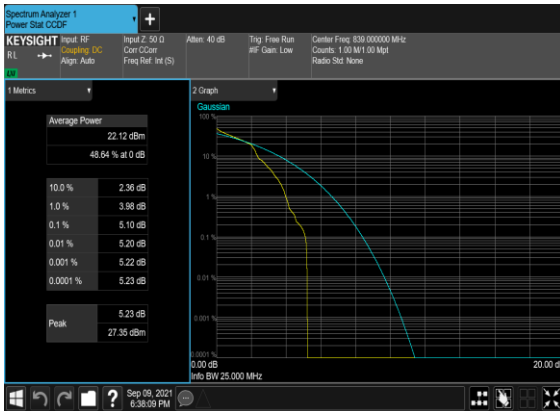 Spectrum Analyzer 1
Power Stat CCDF
+
KEYSIGHT
RL
LXI
Input: RF
Coupling: DC
Align: Auto
Input Z: 50 Ω
Corr CCorr
Freq Ref: Int (S)
Atten: 40 dB
Trig: Free Run
#IF Gain: Low
Center Freq: 839.000000 MHz
Counts: 1.00 M/1.00 Mpt
Radio Std: None
1 Metrics
Average Power
22.12 dBm
48.64 % at 0 dB
10.0 % 2.36 dB
1.0 % 3.98 dB
0.1 % 5.10 dB
0.01 % 5.20 dB
0.001 % 5.22 dB
0.0001 % 5.23 dB
Peak
5.23 dB
27.35 dBm
2 Graph
Gaussian
100 %
10 %
1 %
0.1 %
0.01 %
0.001 %
0.0001 %
0.00 dB
20.00 d
Info BW 25.000 MHz
?
Sep 09, 2021
6:38:09 PM